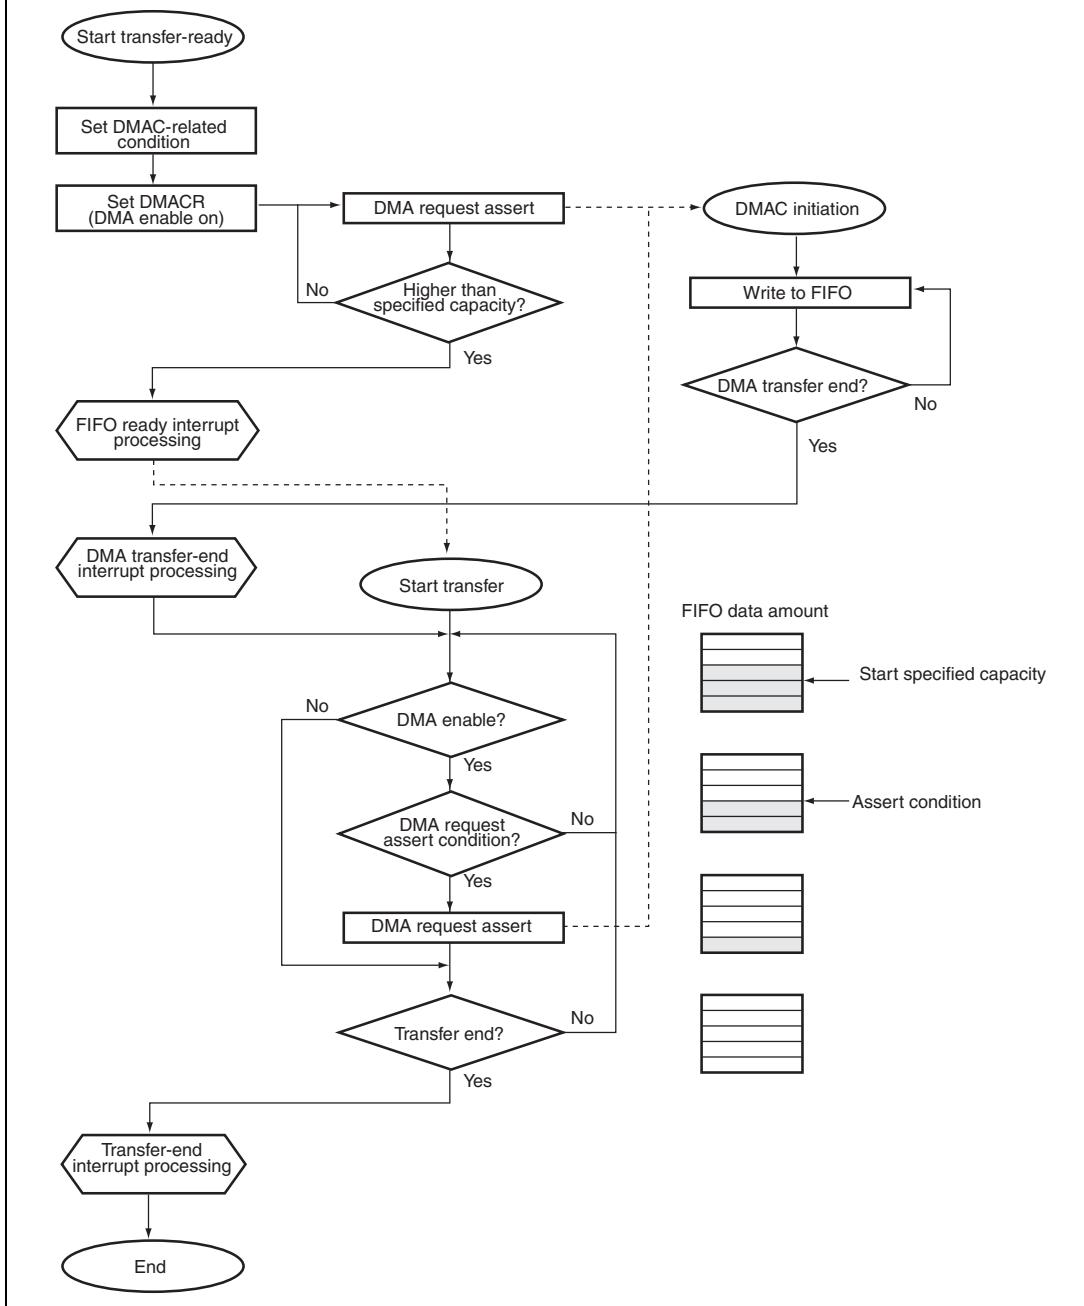 Start transfer-ready
Set DMAC-related
condition
Set DMACR
(DMA enable on)
DMA request assert
DMAC initiation
No
Higher than
specified capacity?
Yes
Write to FIFO
DMA transfer end?
No
Yes
FIFO ready interrupt
processing
DMA transfer-end
interrupt processing
Start transfer
FIFO data amount
Start specified capacity
No
DMA enable?
Yes
Assert condition
DMA request
assert condition?
No
Yes
DMA request assert
Transfer end?
No
Yes
Transfer-end
interrupt processing
End